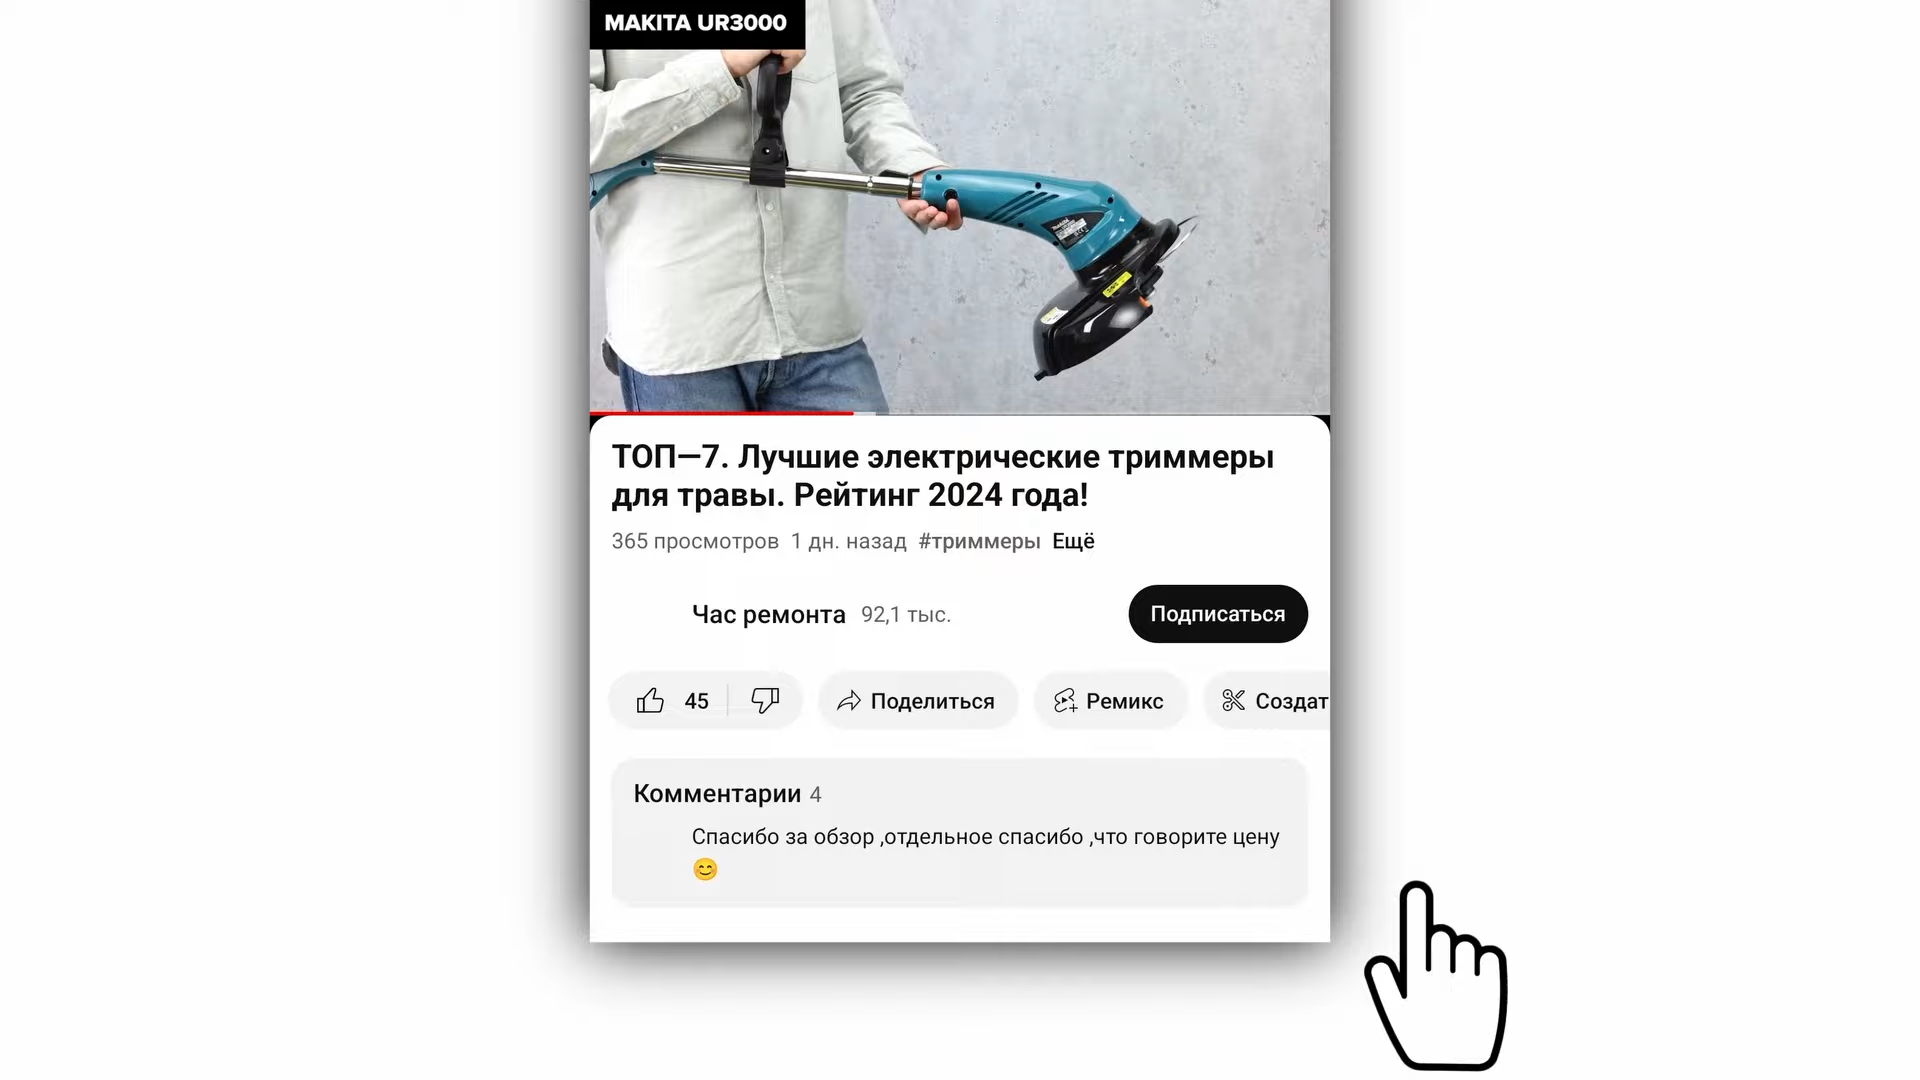 MAKITA UR3000
ТОП—7. Лучшие электрические триммеры
для травы. Рейтинг 2024 года!
365 просмотров 1 дн. назад #триммеры Ещё
Час ремонта 92,1 тыс.
Подписаться
45
Поделиться
Ремикс
Создат
Комментарии 4
Спасибо за обзор ,отдельное спасибо ,что говорите цену
😊